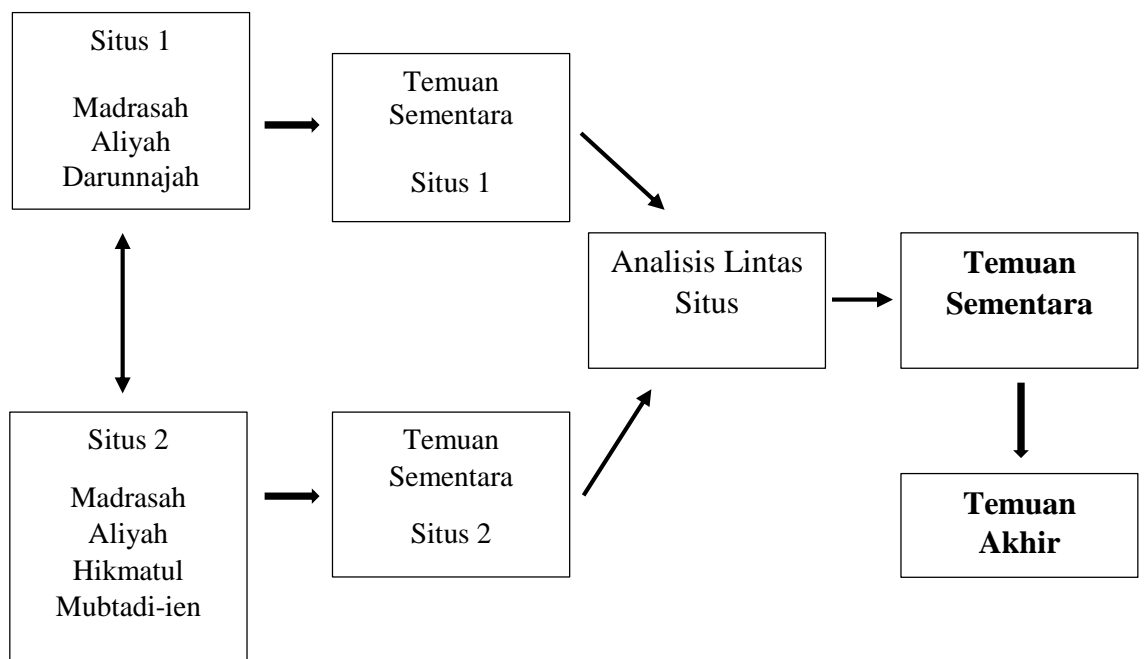 Situs 1
Madrasah
Aliyah
Darunnajah
Temuan
Sementara
Situs 1
Analisis Lintas
Situs
Temuan
Sementara
Situs 2
Madrasah
Aliyah
Hikmatul
Mubtadi-ien
Temuan
Sementara
Situs 2
Temuan
Akhir